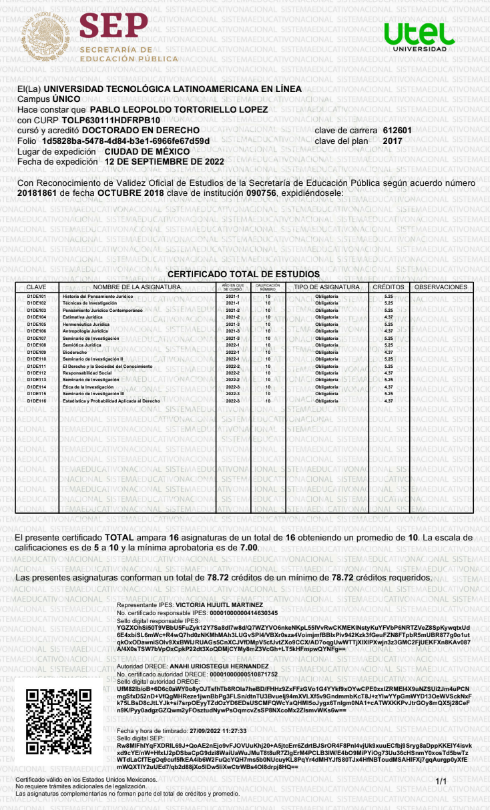 SEP
SECRETARÍA DE
EDUCACIÓN PÚBLICA
utel
UNIVERSIDAD
El(La) UNIVERSIDAD TECNOLÓGICA LATINOAMERICANA EN LÍNEA
Campus ÚNICO
Hace constar que PABLO LEOPOLDO TORTORIELLO LOPEZ
con CURP TOLP630111HDFRPB10
cursó y acreditó DOCTORADO EN DERECHO clave de carrera 612601
Folio 1d5828ba-5478-4d84-b3e1-6966fe67d59d clave del plan 2017
Lugar de expedición CIUDAD DE MÉXICO
Fecha de expedición 12 DE SEPTIEMBRE DE 2022
Con Reconocimiento de Validez Oficial de Estudios de la Secretaría de Educación Pública según acuerdo número
20181861 de fecha OCTUBRE 2018 clave de institución 090756, expidiéndosele:
CERTIFICADO TOTAL DE ESTUDIOS
CLAVE NOMBRE DE LA ASIGNATURA AÑO EN QUE SE CURSÓ CALIFICACIÓN NÚMERO TIPO DE ASIGNATURA CRÉDITOS OBSERVACIONES
D1DE101 Historia del Pensamiento Jurídico 2021-1 10 Obligatoria 5.25
D1DE102 Técnicas de Investigación 2021-1 10 Obligatoria 5.25
D1DE103 Pensamiento Jurídico Contemporáneo 2021-2 10 Obligatoria 5.25
D1DE104 Estimativa Jurídica 2021-2 10 Obligatoria 4.37
D1DE105 Hermenéutica Jurídica 2021-3 10 Obligatoria 5.25
D1DE106 Antropología Jurídica 2021-3 10 Obligatoria 4.37
D1DE107 Seminario de Investigación 2021-3 10 Obligatoria 5.25
D1DE108 Semiótica Jurídica 2022-1 10 Obligatoria 5.25
D1DE109 Bioderecho 2022-1 10 Obligatoria 4.37
D1DE110 Seminario de Investigación II 2022-1 10 Obligatoria 5.25
D1DE111 El Derecho y la Sociedad del Conocimiento 2022-2 10 Obligatoria 5.25
D1DE112 Responsabilidad Social 2022-2 10 Obligatoria 4.37
D1DE113 Seminario de Investigación 2022-2 10 Obligatoria 5.25
D1DE114 Ética de la Investigación 2022-3 10 Obligatoria 4.37
D1DE115 Seminario de Investigación III 2022-3 10 Obligatoria 5.25
D1DE116 Estadística y Probabilidad Aplicada al Derecho 2022-3 10 Obligatoria 4.37
El presente certificado TOTAL ampara 16 asignaturas de un total de 16 obteniendo un promedio de 10. La escala de
calificaciones es de 5 a 10 y la mínima aprobatoria es de 7.00.
Las presentes asignaturas conforman un total de 78.72 créditos de un mínimo de 78.72 créditos requeridos.
Representante IPES: VICTORIA HIJUITL MARTINEZ
No. certificado responsable IPES: 00001000000414630345
Sello digital responsable IPES:
Autoridad DREOE: ANAHI URIOSTEGUI HERNANDEZ
No. certificado autoridad DREOE: 00001000000510871752
Sello digital autoridad DREOE:
Fecha y hora de timbrado: 27/09/2022 11:27:33
Sello digital SEP:
Certificado válido en los Estados Unidos Mexicanos.
No requiere trámites adicionales de legalización.
Las asignaturas complementarias no forman parte del total de créditos y promedio.
1/1